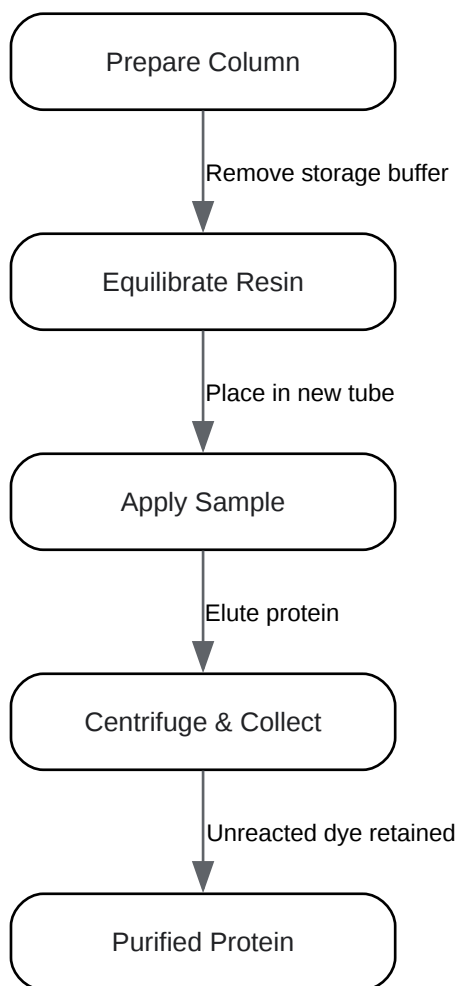 Prepare Column
Remove storage buffer
Equilibrate Resin
Place in new tube
Apply Sample
Elute protein
Centrifuge & Collect
Unreacted dye retained
Purified Protein